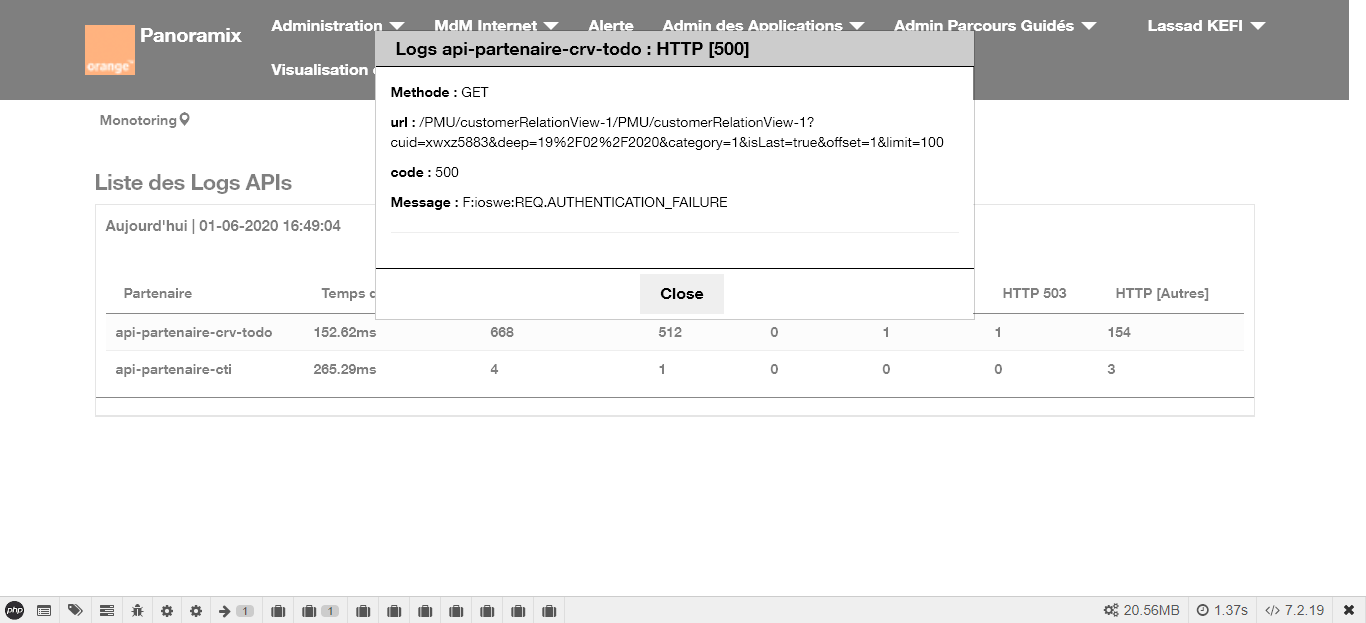 Administration MdM Internet Alerte Admin des Applications Admin Parcours Guidés Lassad KEFI
Panoramix
orange™
Visualisation
Logs api-partenaire-crv-todo : HTTP [500]
Methode : GET
url : /PMU/customerRelationView-1/PMU/customerRelationView-1?
cuid=xwxz5883&deep=19%2F02%2F2020&category=1&isLast=true&offset=1&limit=100
code : 500
Message : F:ioswe:REQ.AUTHENTICATION_FAILURE
Close
Monotoring
Liste des Logs APIs
Aujourd'hui | 01-06-2020 16:49:04
Partenaire Temps HTTP 503 HTTP [Autres]
api-partenaire-crv-todo 152.62ms 668 512 0 1 1 154
api-partenaire-cti 265.29ms 4 1 0 0 0 3
php 1 1 20.56MB 1.37s </> 7.2.19